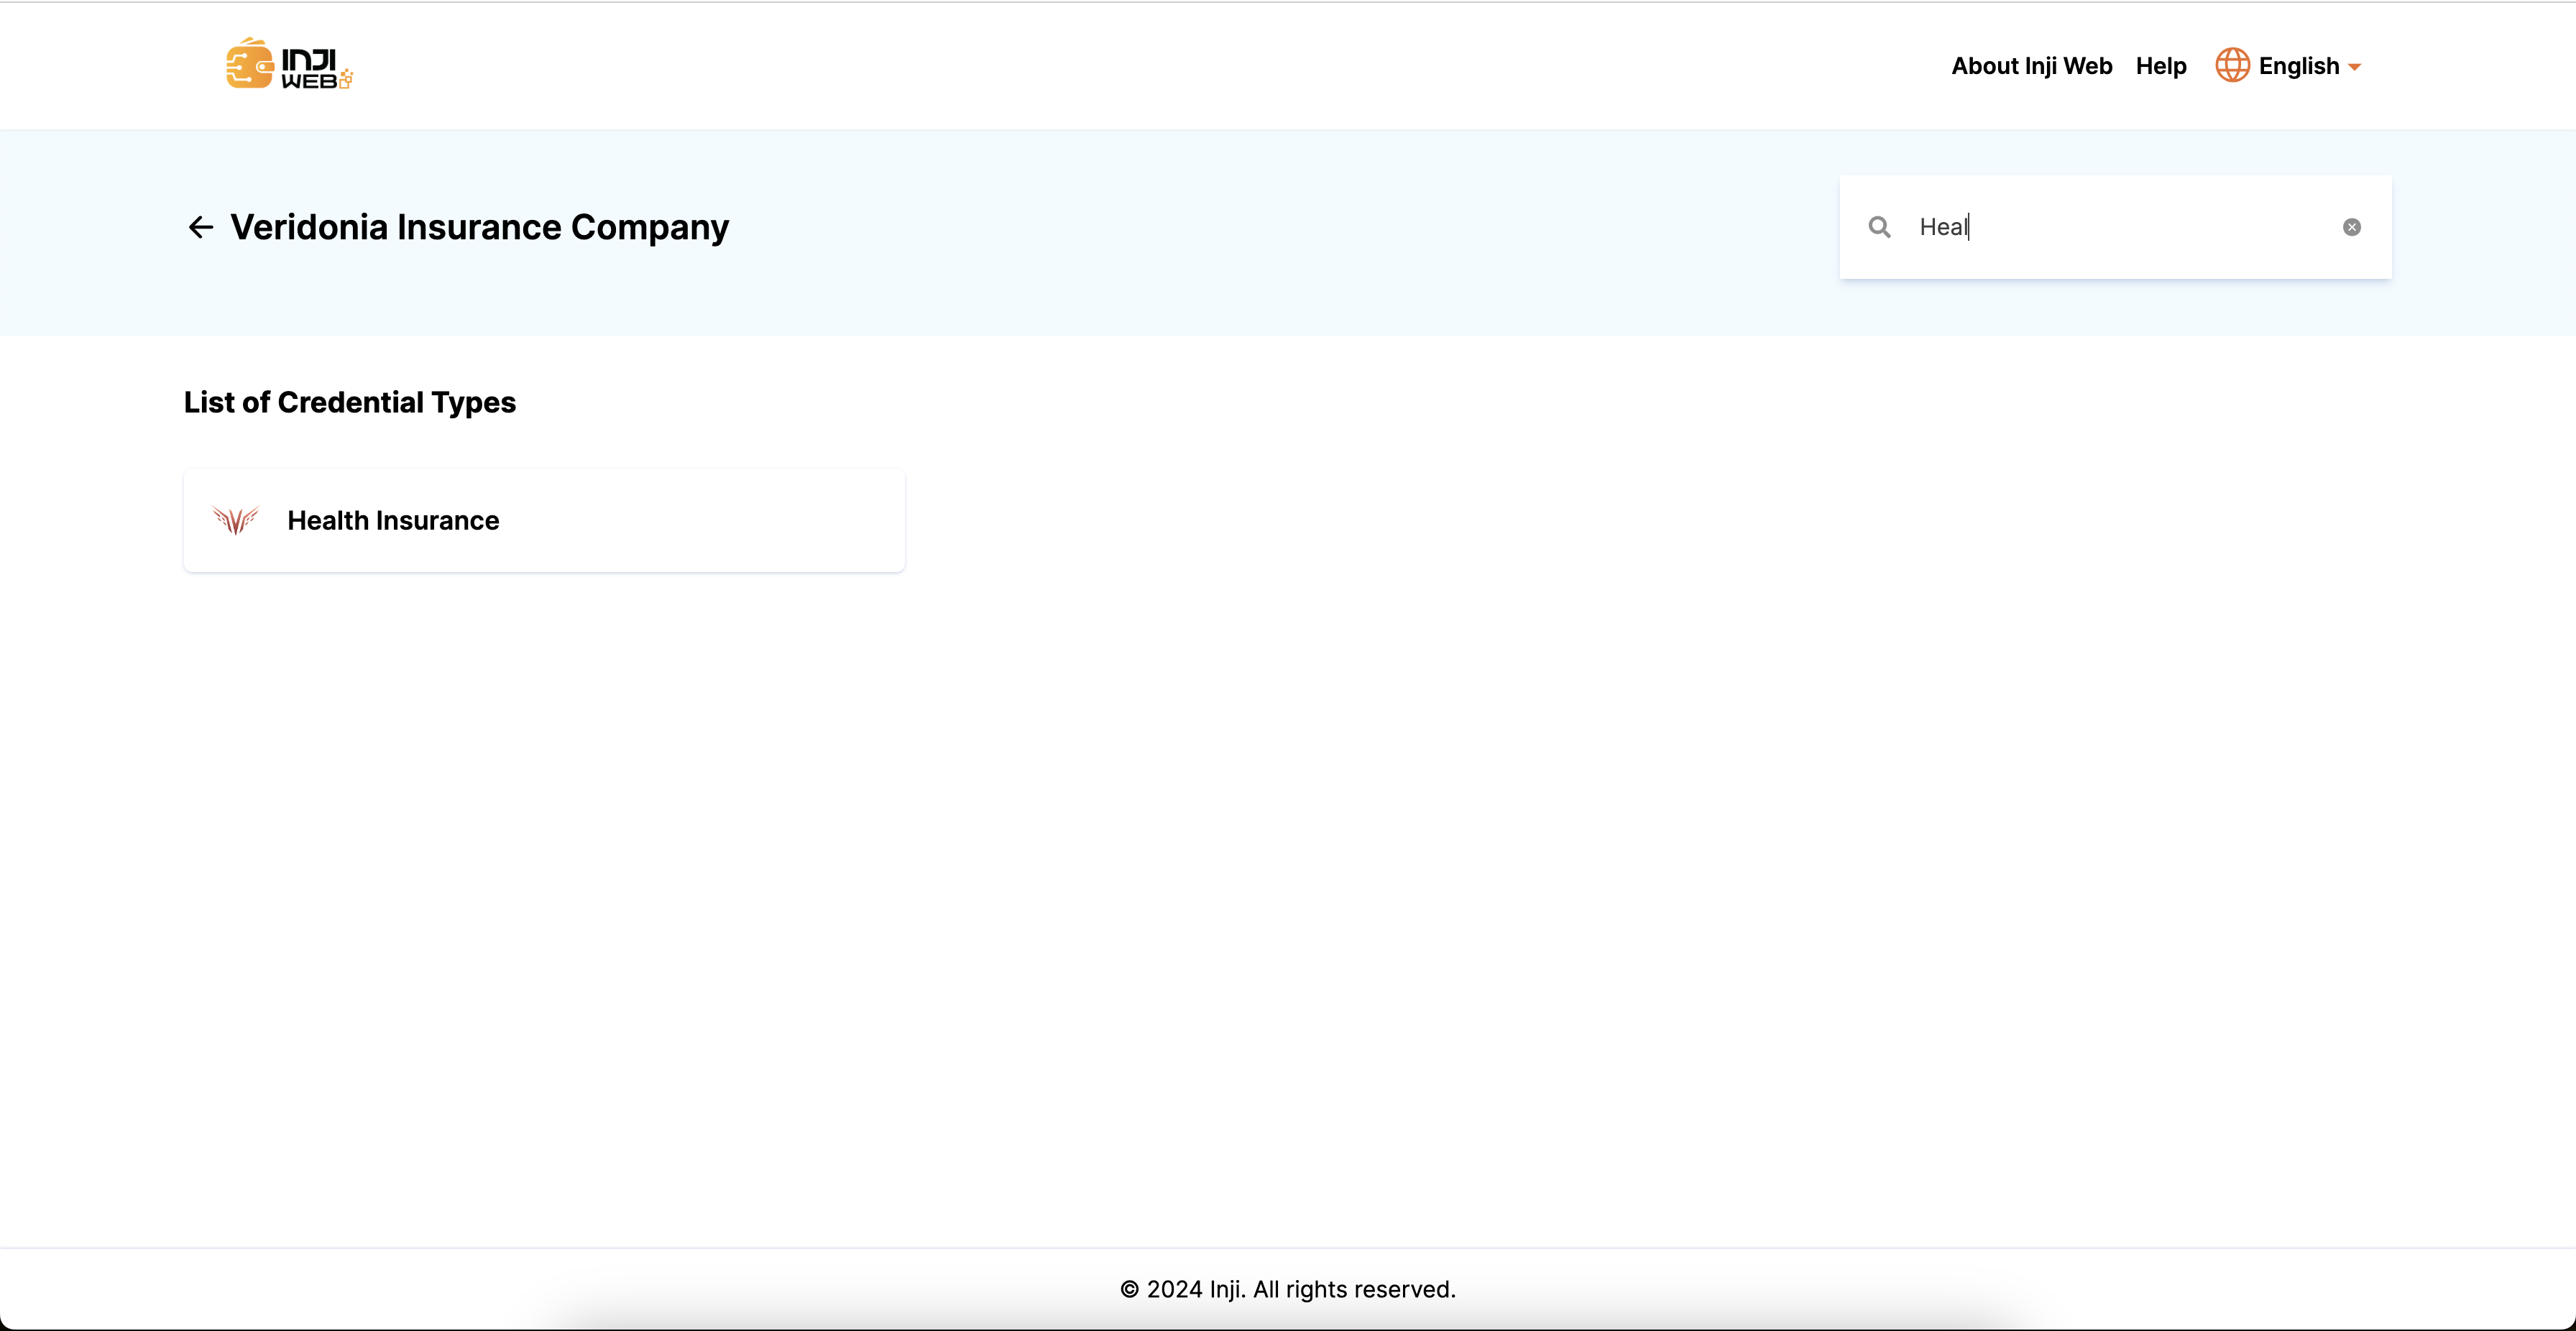 INJI
WEB
About Inji Web Help English
Veridonia Insurance Company
Heal
List of Credential Types
Health Insurance
© 2024 Inji. All rights reserved.